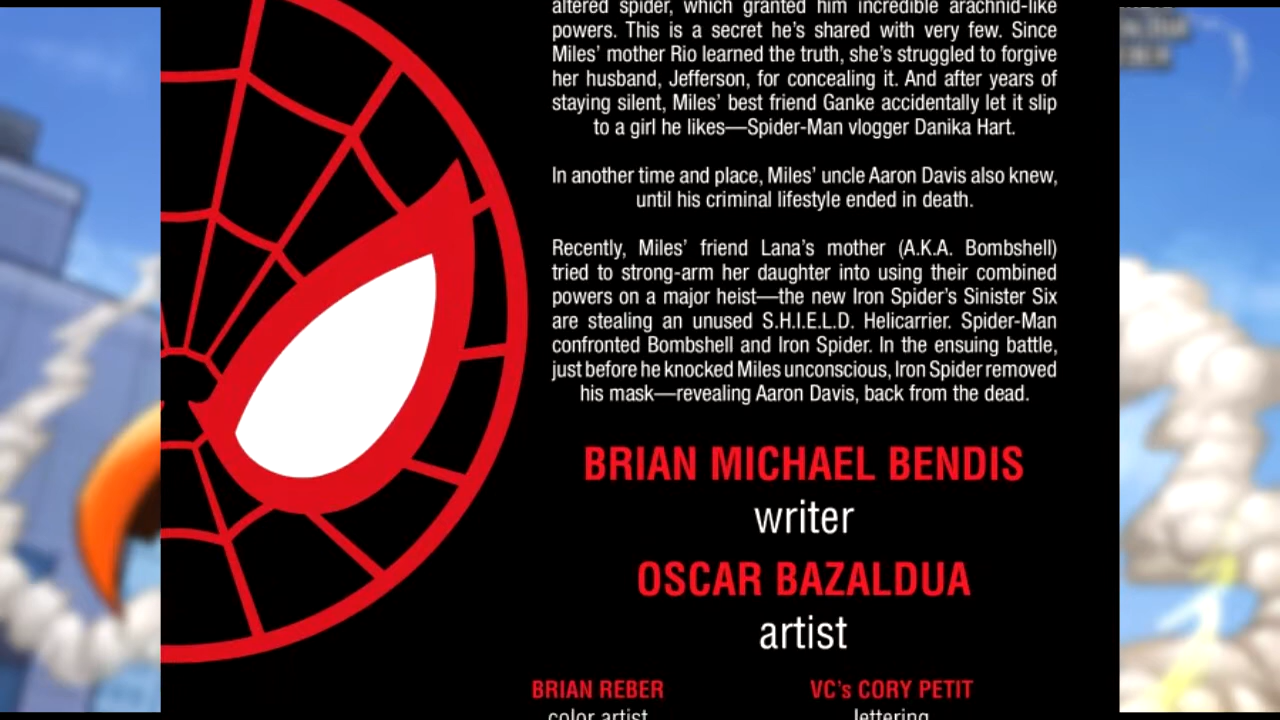 altered spider, which granted him incredible arachnid-like
powers. This is a secret he's shared with very few. Since
Miles' mother Rio learned the truth, she's struggled to forgive
her husband, Jefferson, for concealing it. And after years of
staying silent, Miles' best friend Ganke accidentally let it slip
to a girl he likes—Spider-Man vlogger Danika Hart.
In another time and place, Miles' uncle Aaron Davis also knew,
until his criminal lifestyle ended in death.
Recently, Miles' friend Lana's mother (A.K.A. Bombshell)
tried to strong-arm her daughter into using their combined
powers on a major heist—the new Iron Spider's Sinister Six
are stealing an unused S.H.I.E.L.D. Helicarrier. Spider-Man
confronted Bombshell and Iron Spider. In the ensuing battle,
just before he knocked Miles unconscious, Iron Spider removed
his mask—revealing Aaron Davis, back from the dead.
BRIAN MICHAEL BENDIS
writer
OSCAR BAZALDUA
artist
BRIAN REBER
color artist
VC's CORY PETIT
lettering